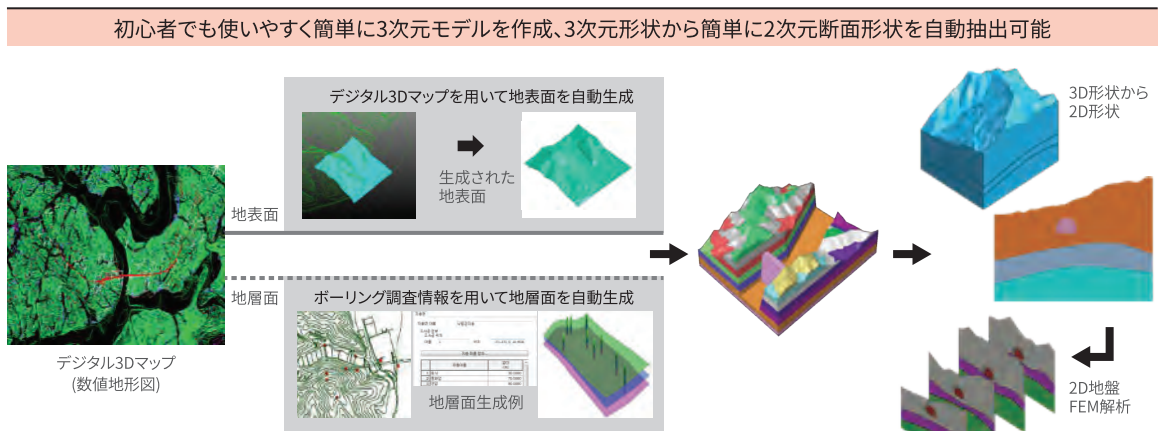 初心者でも使いやすく簡単に3次元モデルを作成、3次元形状から簡単に2次元断面形状を自動抽出可能
デジタル3Dマップを用いて地表面を自動生成
生成された
地表面
地表面
地層面
ボーリング調査情報を用いて地層面を自動生成
地層面生成例
デジタル3Dマップ
(数値地形図)
3D形状から
2D形状
2D地盤
FEM解析